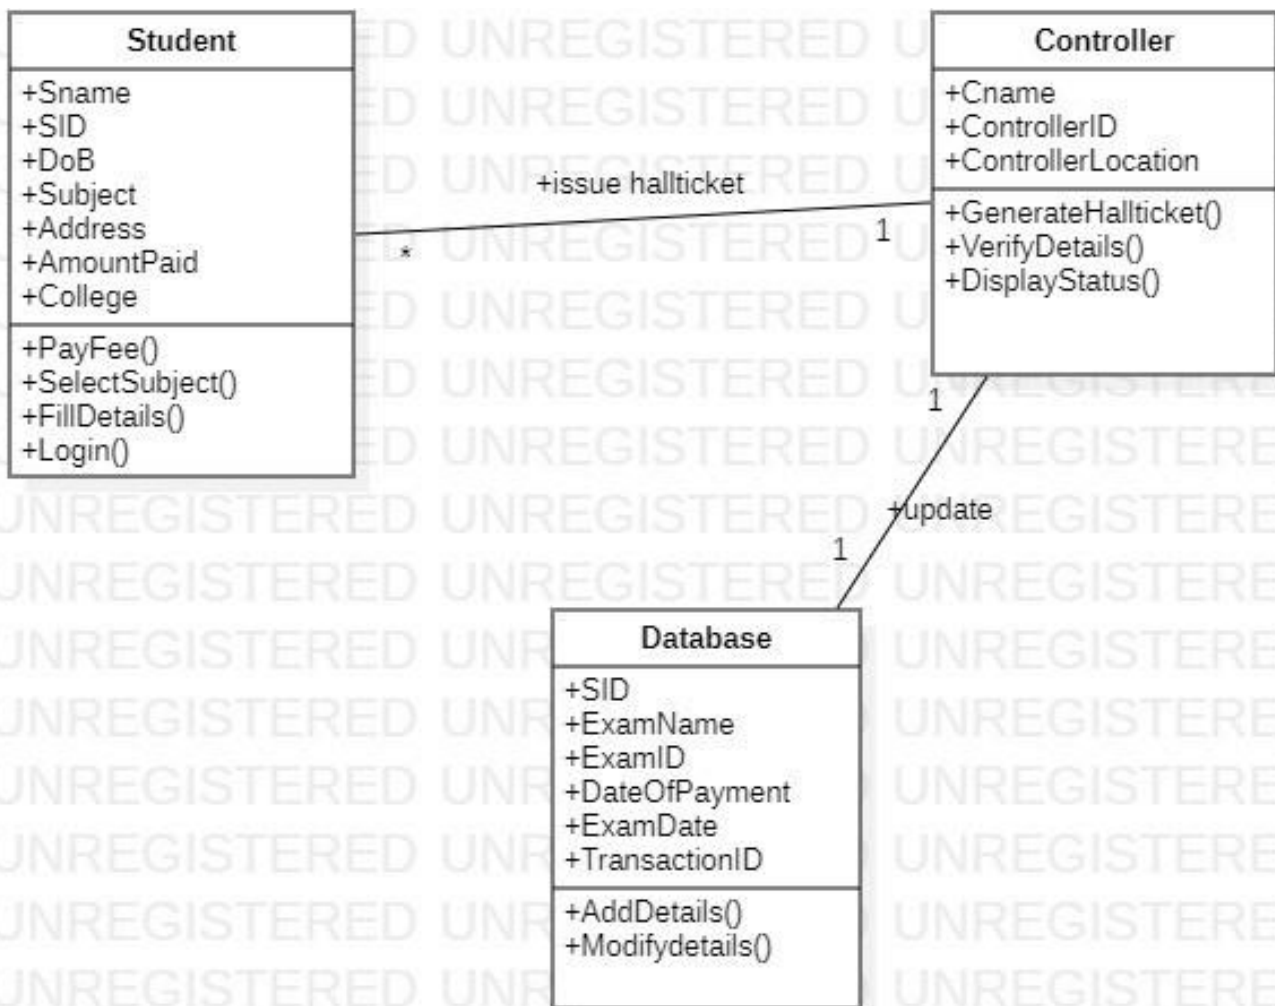 Student
+Sname
+SID
+DoB
+Subject
+Address
+AmountPaid
+College
+PayFee()
+SelectSubject()
+FillDetails()
+Login()
+issue hallticket
*
1
Controller
+Cname
+ControllerID
+ControllerLocation
+GenerateHallticket()
+VerifyDetails()
+DisplayStatus()
1
+update
1
Database
+SID
+ExamName
+ExamID
+DateOfPayment
+ExamDate
+TransactionID
+AddDetails()
+Modifydetails()
UNREGISTERED